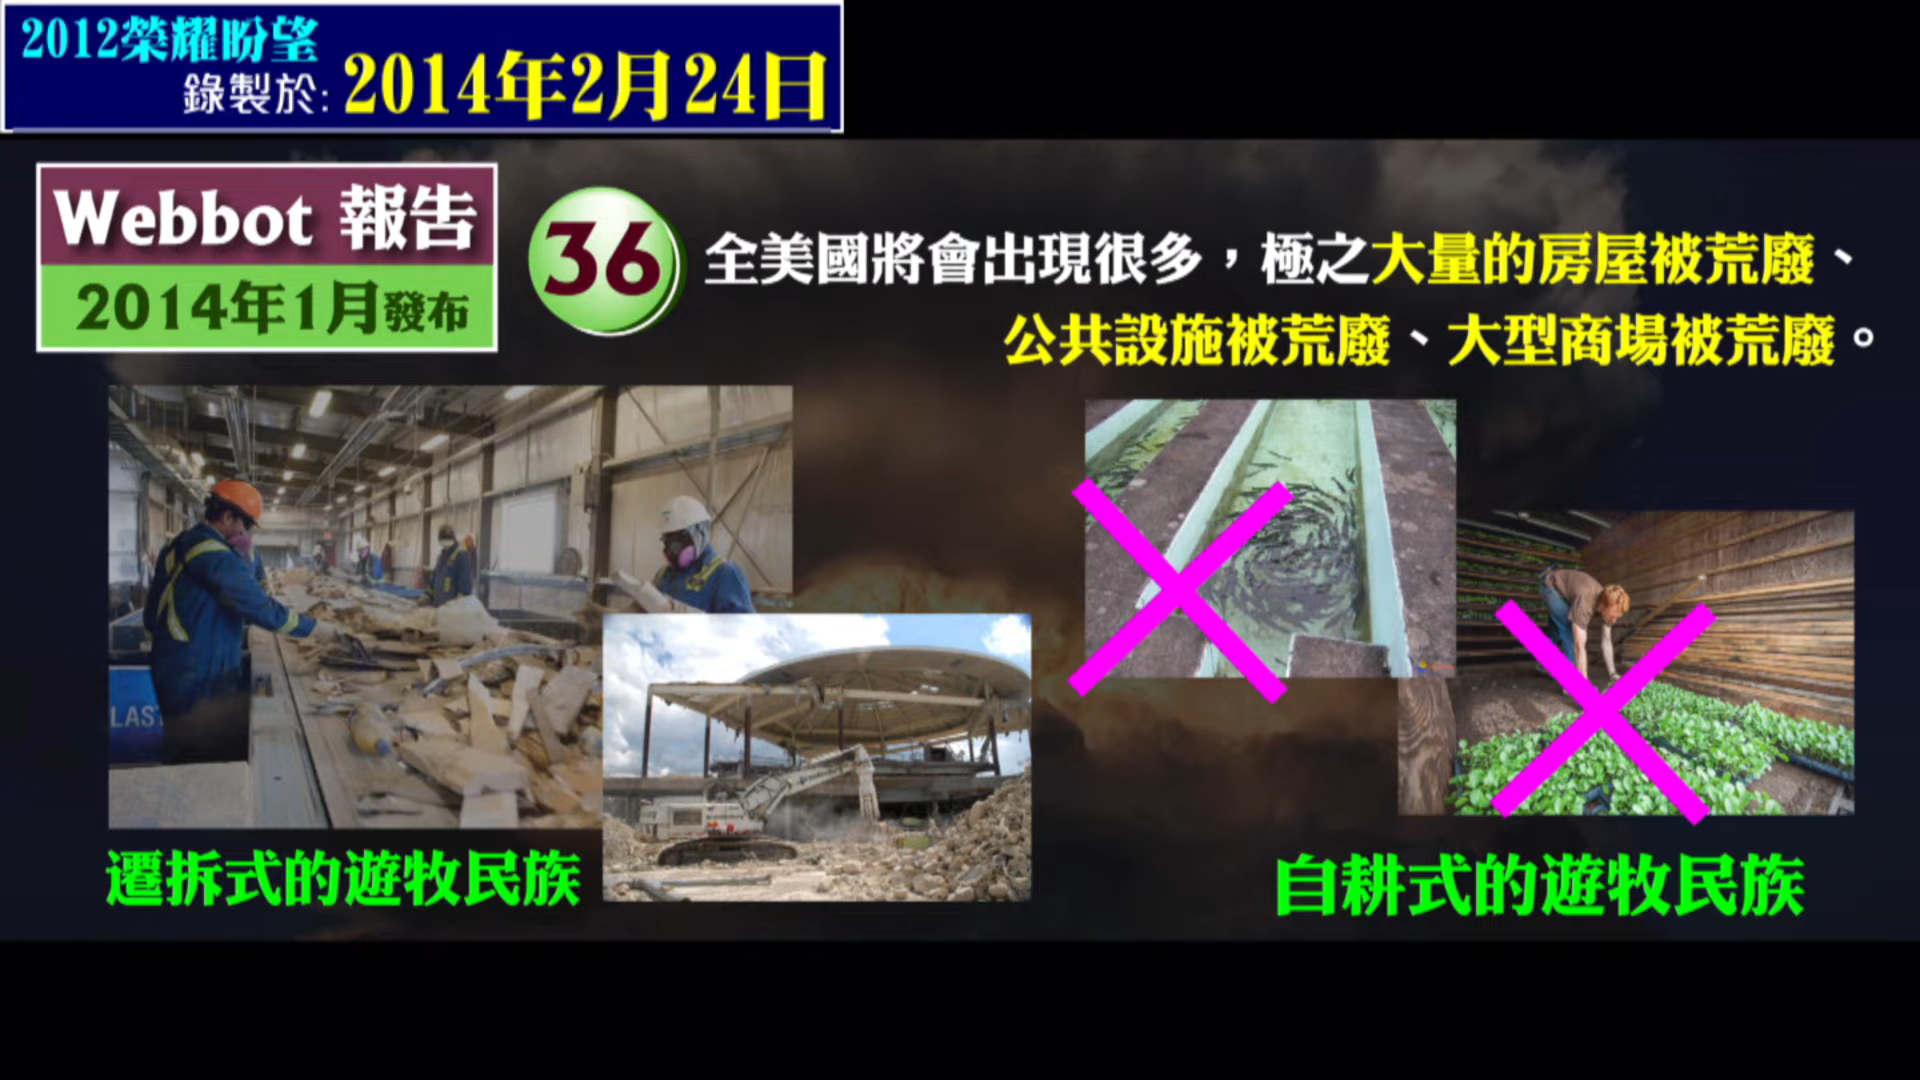 2012榮耀盼望
錄製於: 2014年2月24日
Webbot 報告
2014年1月發布
36
全美國將會出現很多，極之大量的房屋被荒廢、
公共設施被荒廢、大型商場被荒廢。
LAST
遷拆式的遊牧民族
自耕式的遊牧民族